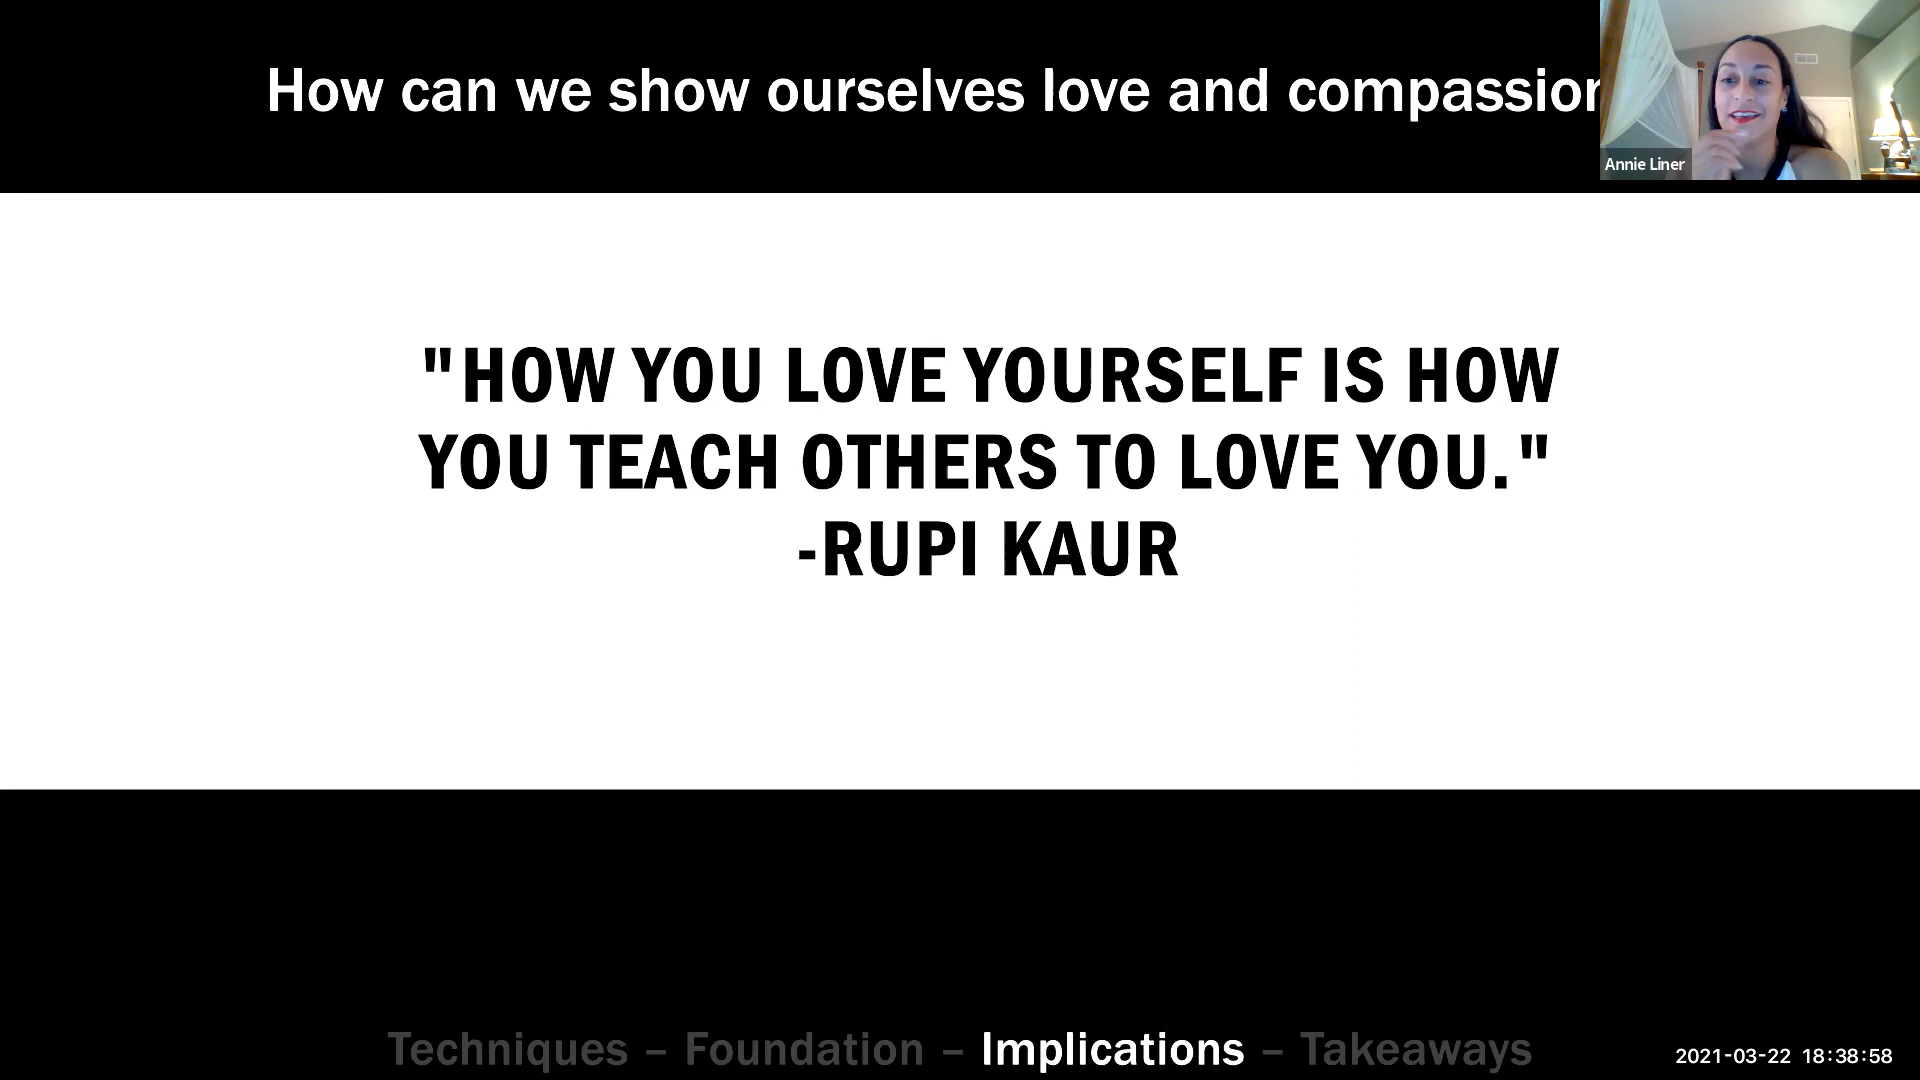 How can we show ourselves love and compassion
Annie Liner
"HOW YOU LOVE YOURSELF IS HOW
YOU TEACH OTHERS TO LOVE YOU."
-RUPI KAUR
Techniques – Foundation – Implications – Takeaways
2021-03-22 18:38:58